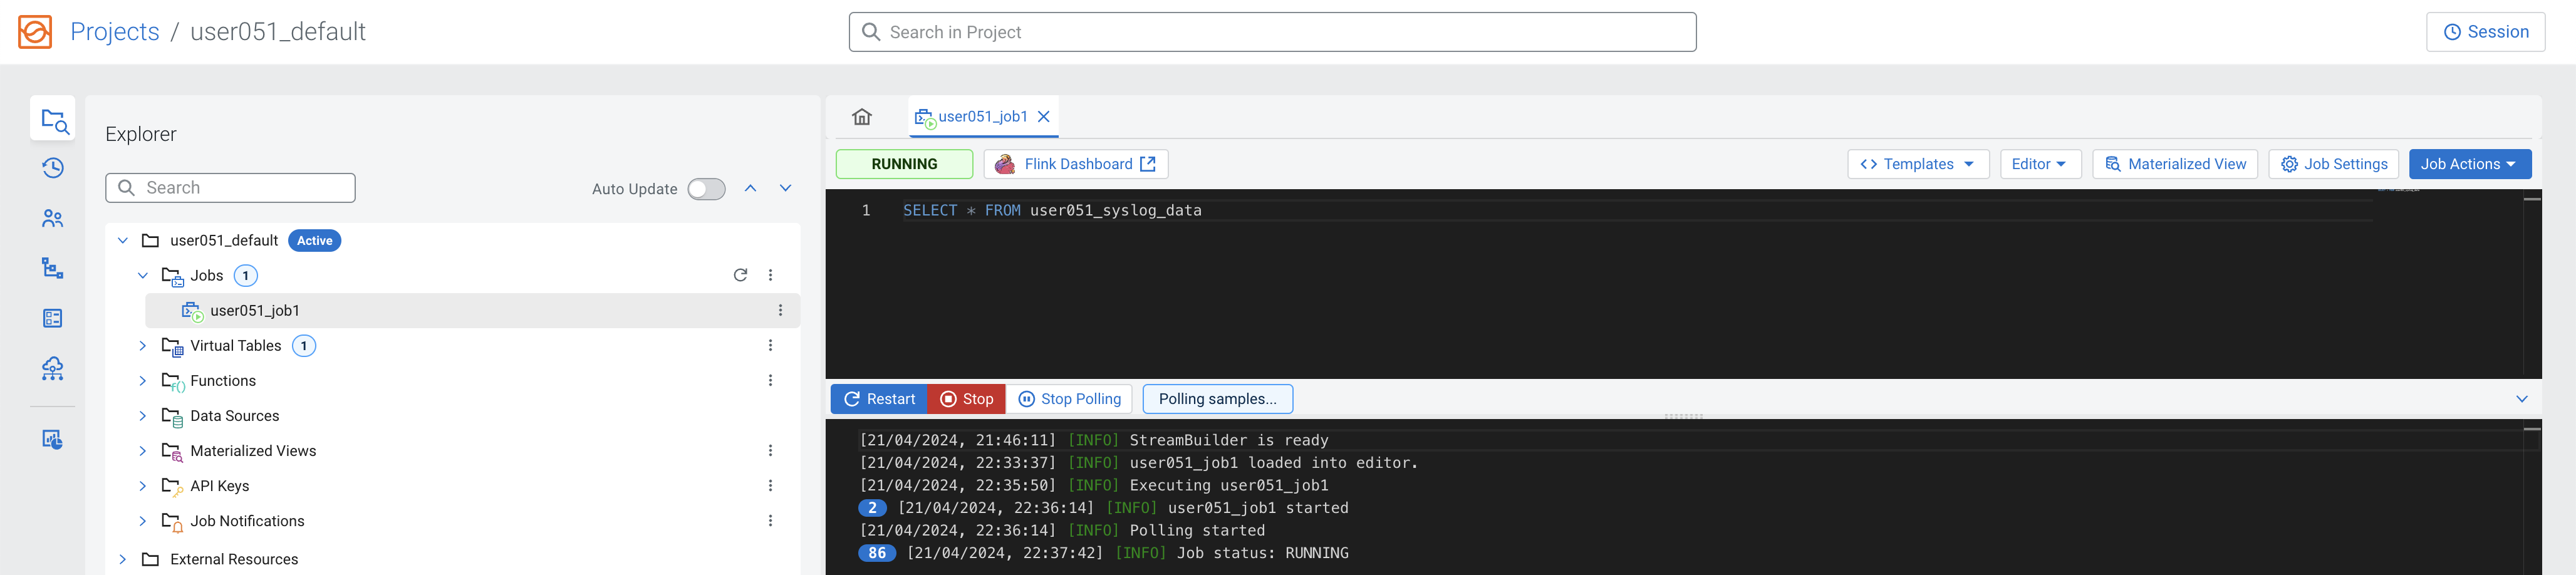 Projects / user051_default
Search in Project
Session
Explorer
Search
Auto Update
user051_default Active
Jobs 1
user051_job1
Virtual Tables 1
Functions
Data Sources
Materialized Views
API Keys
Job Notifications
External Resources
user051_job1
RUNNING Flink Dashboard Templates Editor Materialized View Job Settings Job Actions
1 SELECT * FROM user051_syslog_data
Restart Stop Stop Polling Polling samples...
[21/04/2024, 21:46:11] [INFO] StreamBuilder is ready
[21/04/2024, 22:33:37] [INFO] user051_job1 loaded into editor.
[21/04/2024, 22:35:50] [INFO] Executing user051_job1
2 [21/04/2024, 22:36:14] [INFO] user051_job1 started
[21/04/2024, 22:36:14] [INFO] Polling started
86 [21/04/2024, 22:37:42] [INFO] Job status: RUNNING